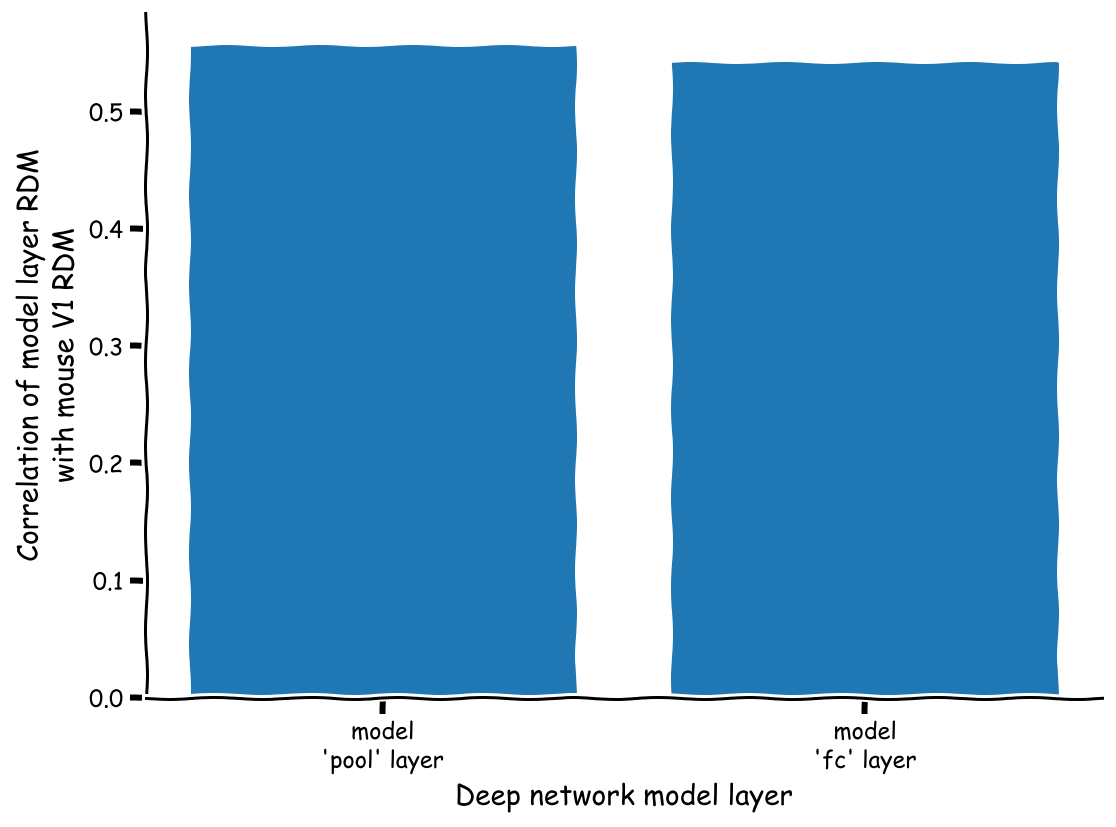 Correlation of model layer RDM
with mouse V1 RDM
0.5
0.4
0.3
0.2
0.1
0.0
model
'pool' layer
model
'fc' layer
Deep network model layer